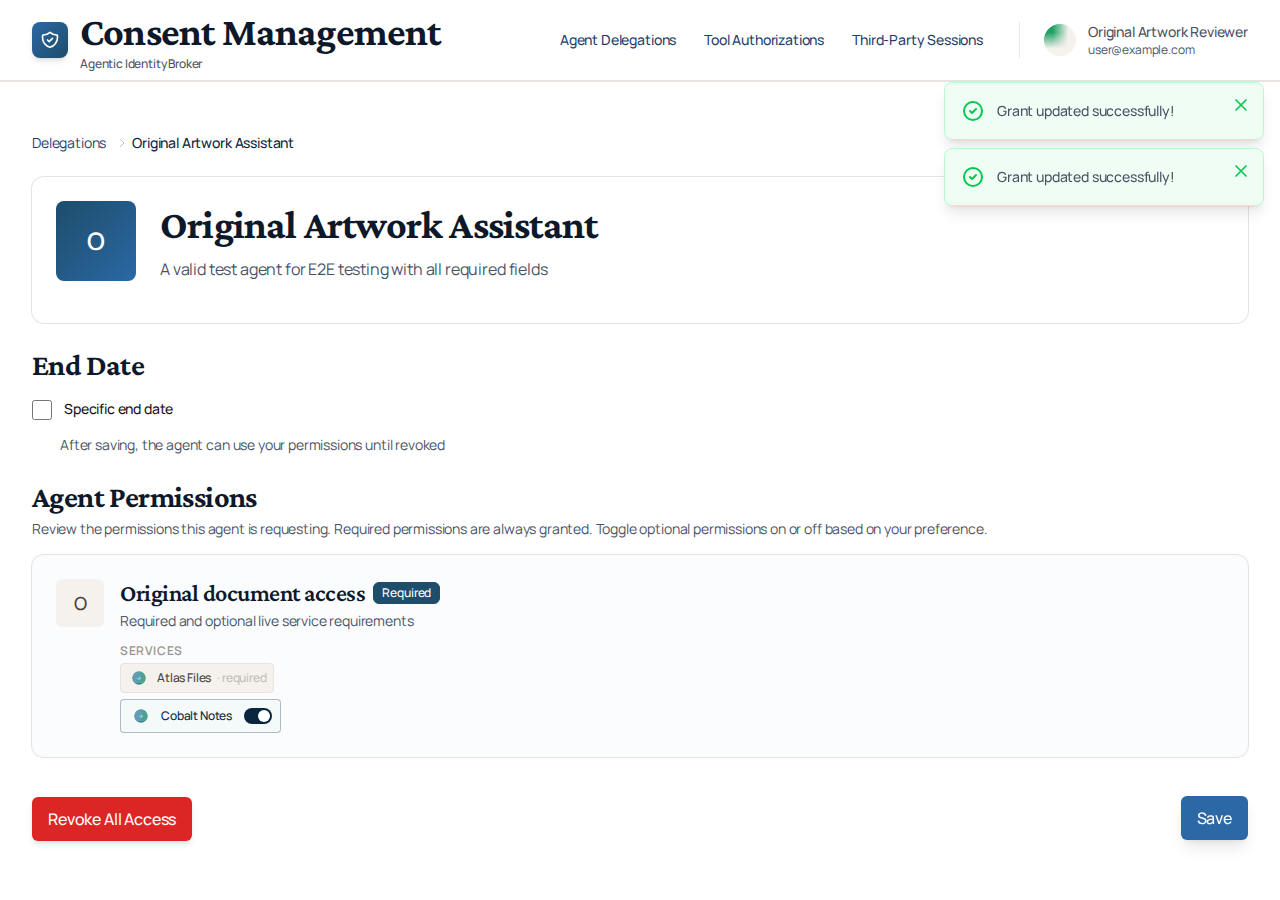 Consent Management
Agentic IdentityBroker
Agent Delegations
Tool Authorizations
Third-Party Sessions
Original Artwork Reviewer
user@example.com
Grant updated successfully!
Grant updated successfully!
Delegations
Original Artwork Assistant
O
Original Artwork Assistant
A valid test agent for E2E testing with all required fields
End Date
Specific end date
After saving, the agent can use your permissions until revoked
Agent Permissions
Review the permissions this agent is requesting. Required permissions are always granted. Toggle optional permissions on or off based on your preference.
O
Original document access
Required
Required and optional live service requirements
SERVICES
Atlas Files · required
Cobalt Notes
Revoke All Access
Save